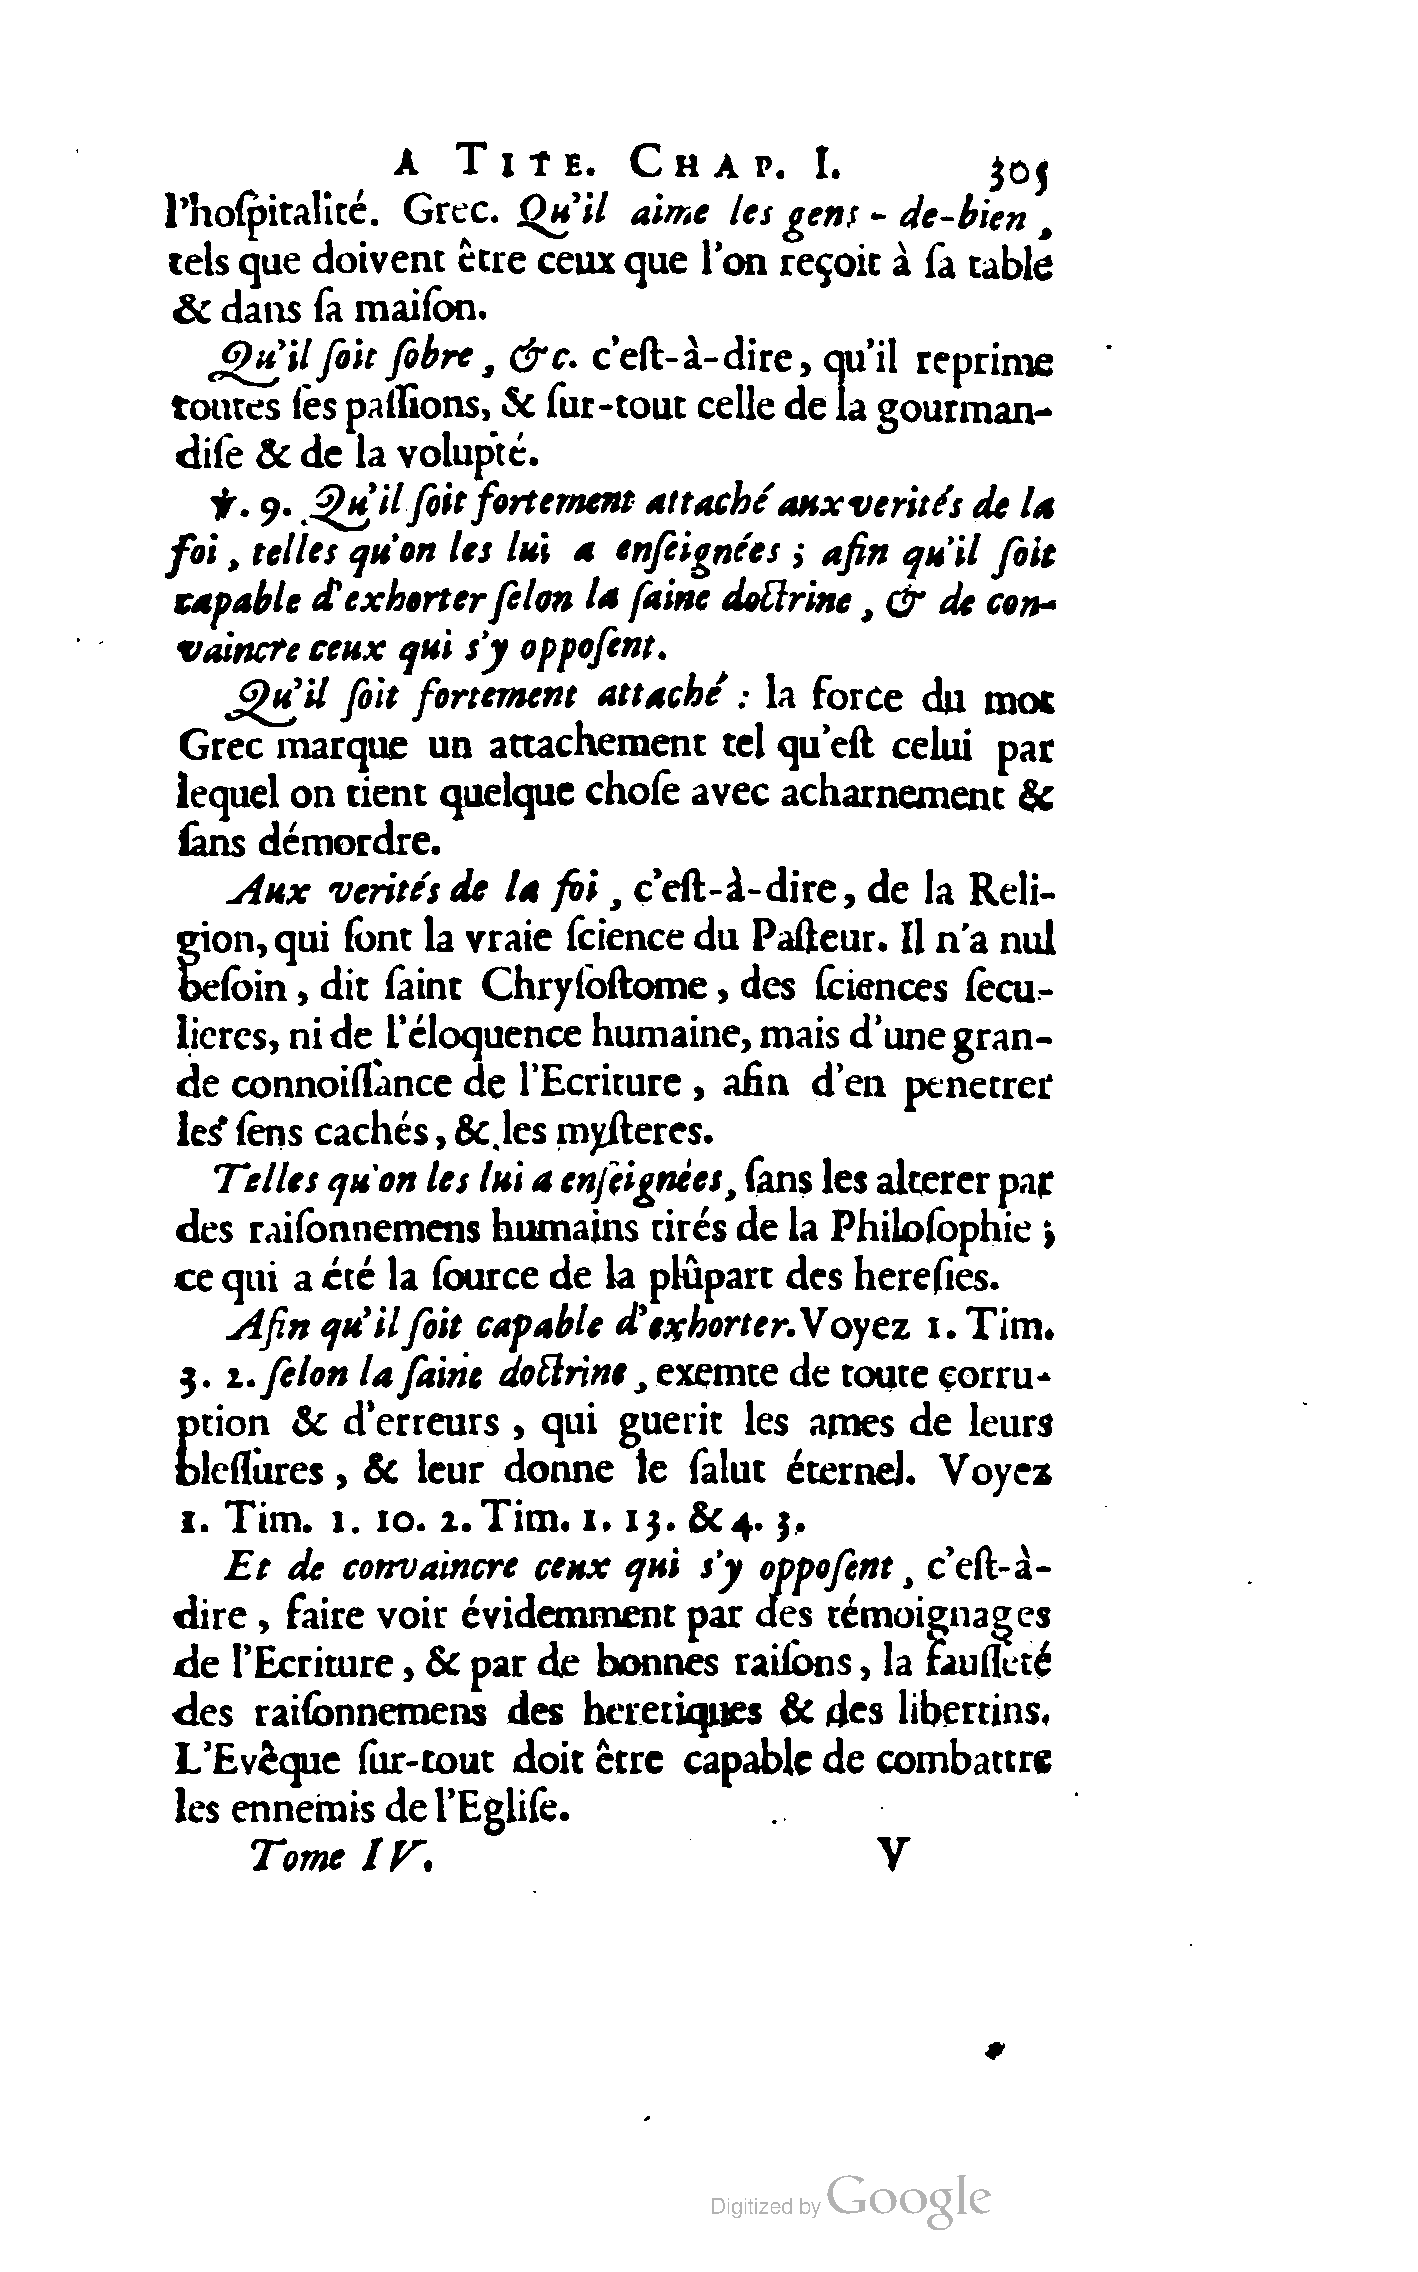 A TITE. CHAP. I. 305
l'hoſpitalité. Grec. Qu'il aime les gens-de-bien,
tels que doivent être ceux que l'on reçoit à ſa table
& dans ſa maiſon.
Qu'il ſoit ſobre, &c. c'eſt-à-dire, qu'il reprime
toutes ſes paſſions, & ſur-tout celle de la gourman-
diſe & de la volupté.
℣. 9. Qu'il ſoit fortement attaché aux verités de la
foi, telles qu'on les lui a enſeignées; afin qu'il ſoit
capable d'exhorter ſelon la ſaine doctrine, & de con-
vaincre ceux qui s'y oppoſent.
Qu'il ſoit fortement attaché: la force du mot
Grec marque un attachement tel qu'eſt celui par
lequel on tient quelque choſe avec acharnement &
ſans démordre.
Aux verités de la foi, c'eſt-à-dire, de la Reli-
gion, qui ſont la vraie ſcience du Paſteur. Il n'a nul
beſoin, dit ſaint Chryſoſtome, des ſciences ſecu-
lieres, ni de l'éloquence humaine, mais d'une gran-
de connoiſſance de l'Ecriture, afin d'en penetrer
les ſens cachés, & les myſteres.
Telles qu'on les lui a enſeignées, ſans les alterer par
des raiſonnemens humains tirés de la Philoſophie;
ce qui a été la ſource de la plûpart des hereſies.
Afin qu'il ſoit capable d'exhorter. Voyez 1. Tim.
3. 2. ſelon la ſaine doctrine, exemte de toute corru-
ption & d'erreurs, qui guerit les ames de leurs
bleſſures, & leur donne le ſalut éternel. Voyez
1. Tim. 1. 10. 2. Tim. 1. 13. & 4. 3.
Et de convaincre ceux qui s'y oppoſent, c'eſt-à-
dire, faire voir évidemment par des témoignages
de l'Ecriture, & par de bonnes raiſons, la fauſſeté
des raiſonnemens des heretiques & des libertins.
L'Evêque ſur-tout doit être capable de combattre
les ennemis de l'Egliſe.
Tome IV. V
Digitized by Google